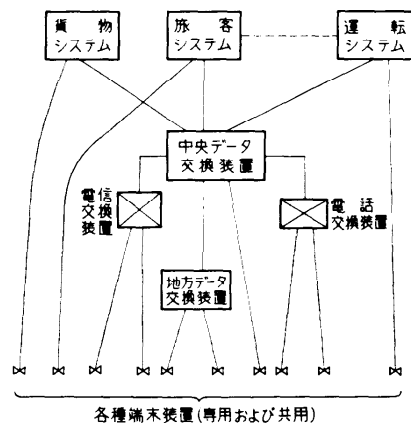 貨物
システム
旅客
システム
運転
システム
中央データ
交換装置
電信
交換
装置
電話
交換装置
地方データ
交換装置
各種端末装置(専用および共用)